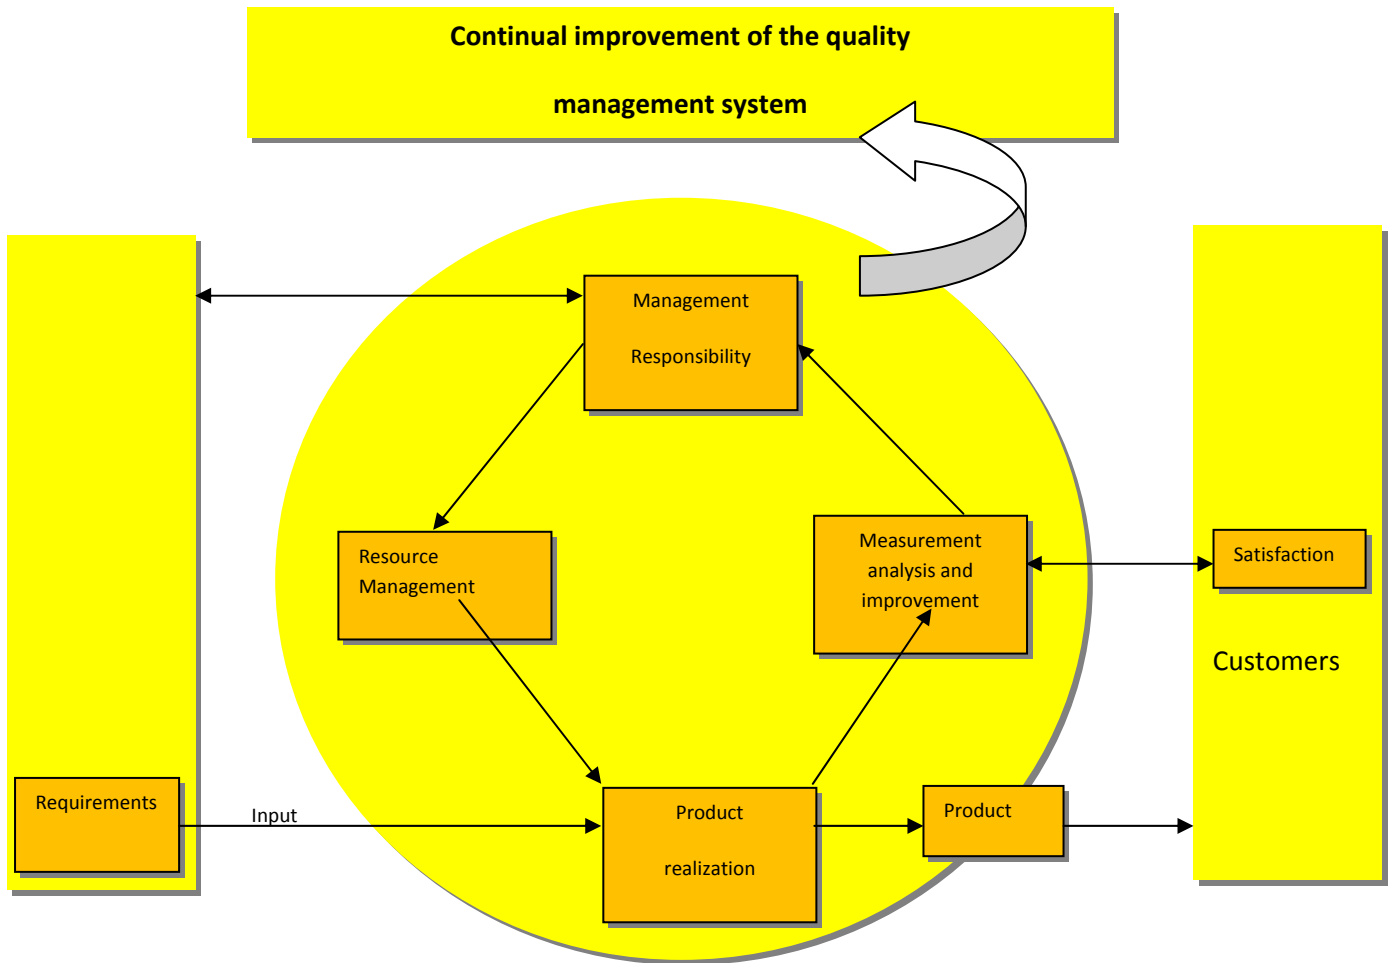 Continual improvement of the quality
management system
Management
Responsibility
Resource
Management
Measurement
analysis and
improvement
Satisfaction
Customers
Requirements
Input
Product
realization
Product